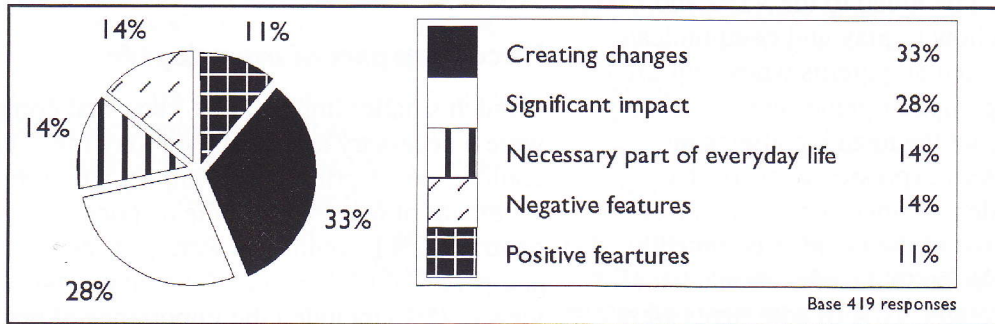 14%
11%
14%
33%
28%
Creating changes 33%
Significant impact 28%
Necessary part of everyday life 14%
Negative features 14%
Positive feartures 11%
Base 419 responses